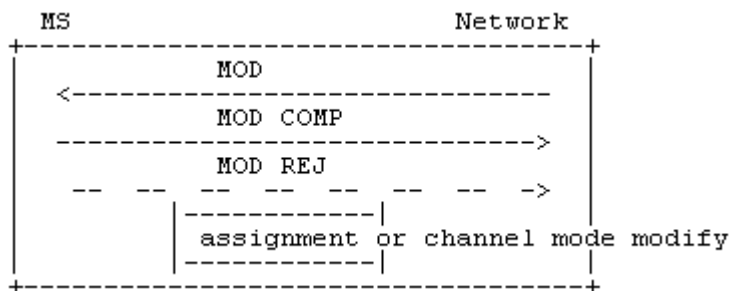 MS Network
MOD
MOD COMP
MOD REJ
assignment or channel mode modify